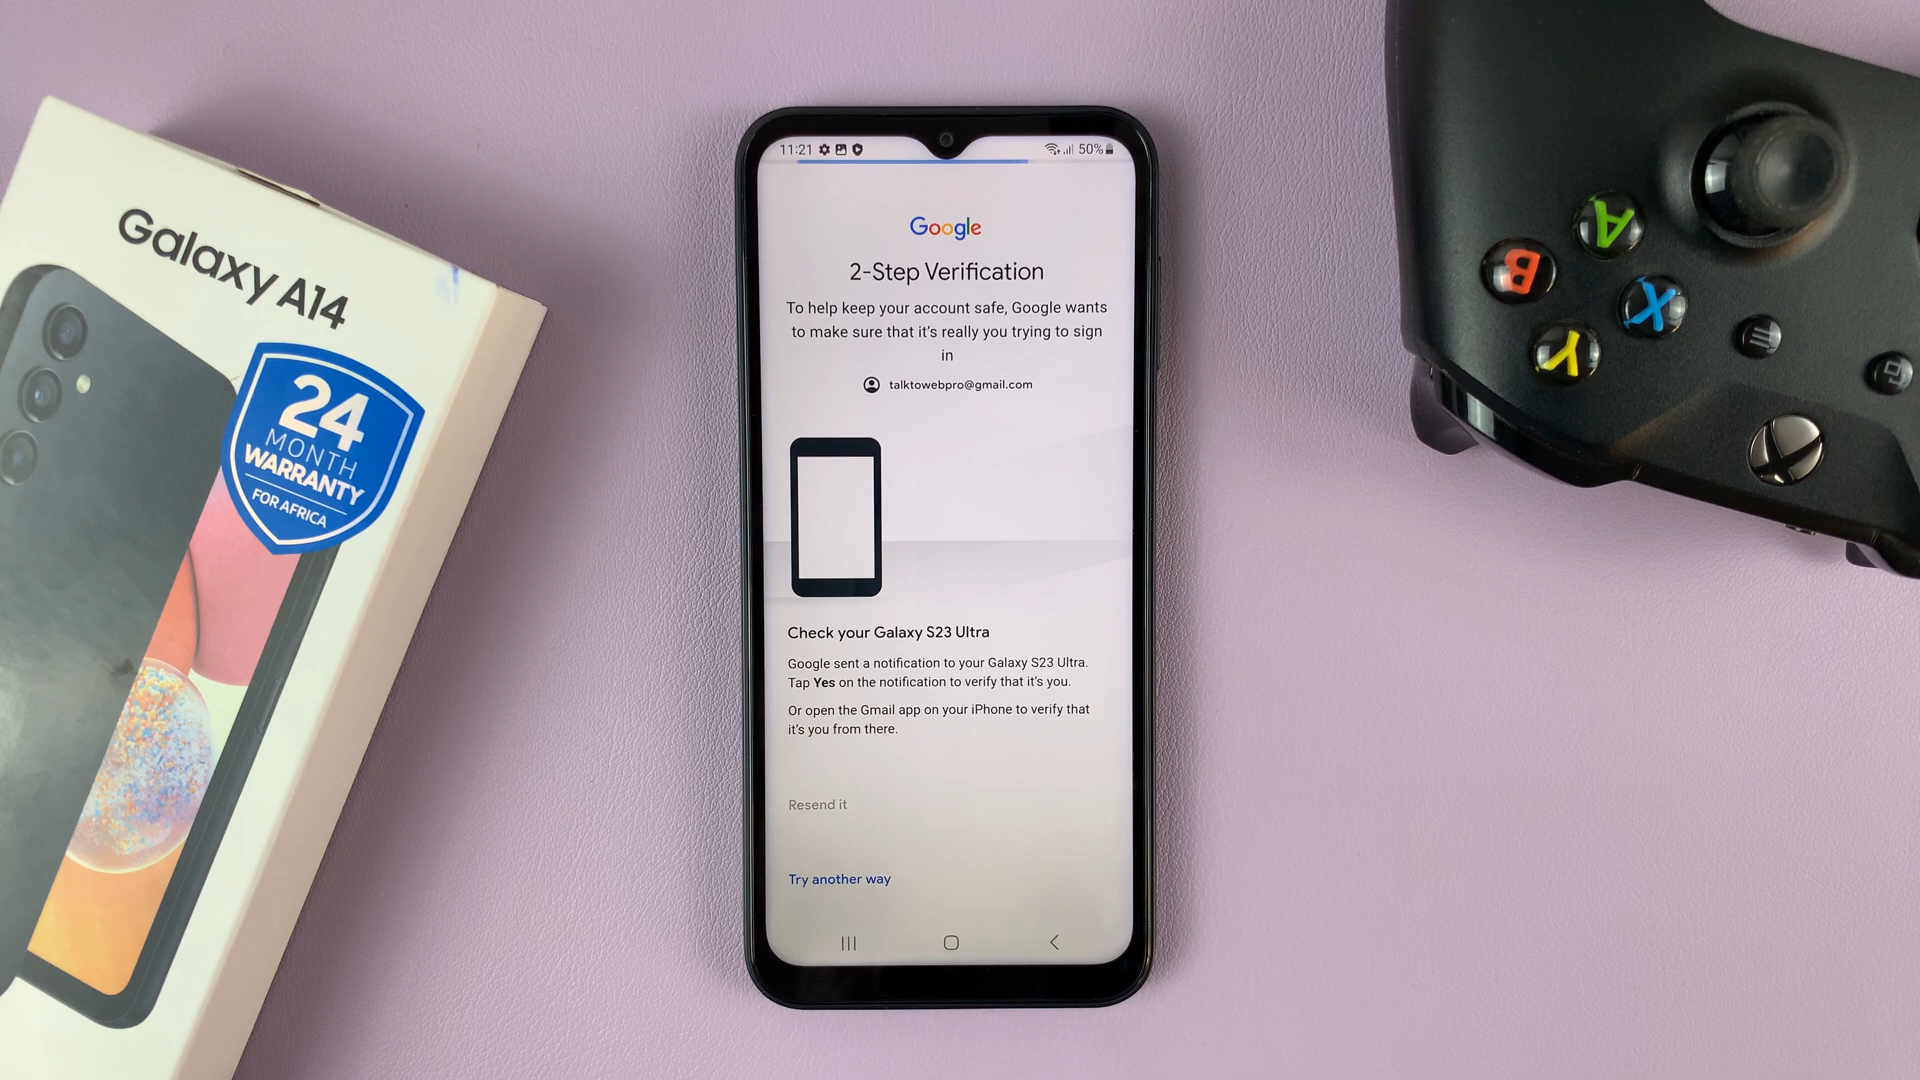 Galaxy A14
24
MONTH
WARRANTY
FOR AFRICA
11:21
50%
Google
2-Step Verification
To help keep your account safe, Google wants
to make sure that it's really you trying to sign
in
talktowebpro@gmail.com
Check your Galaxy S23 Ultra
Google sent a notification to your Galaxy S23 Ultra.
Tap Yes on the notification to verify that it's you.
Or open the Gmail app on your iPhone to verify that
it's you from there.
Resend it
Try another way
A
B
X
Y